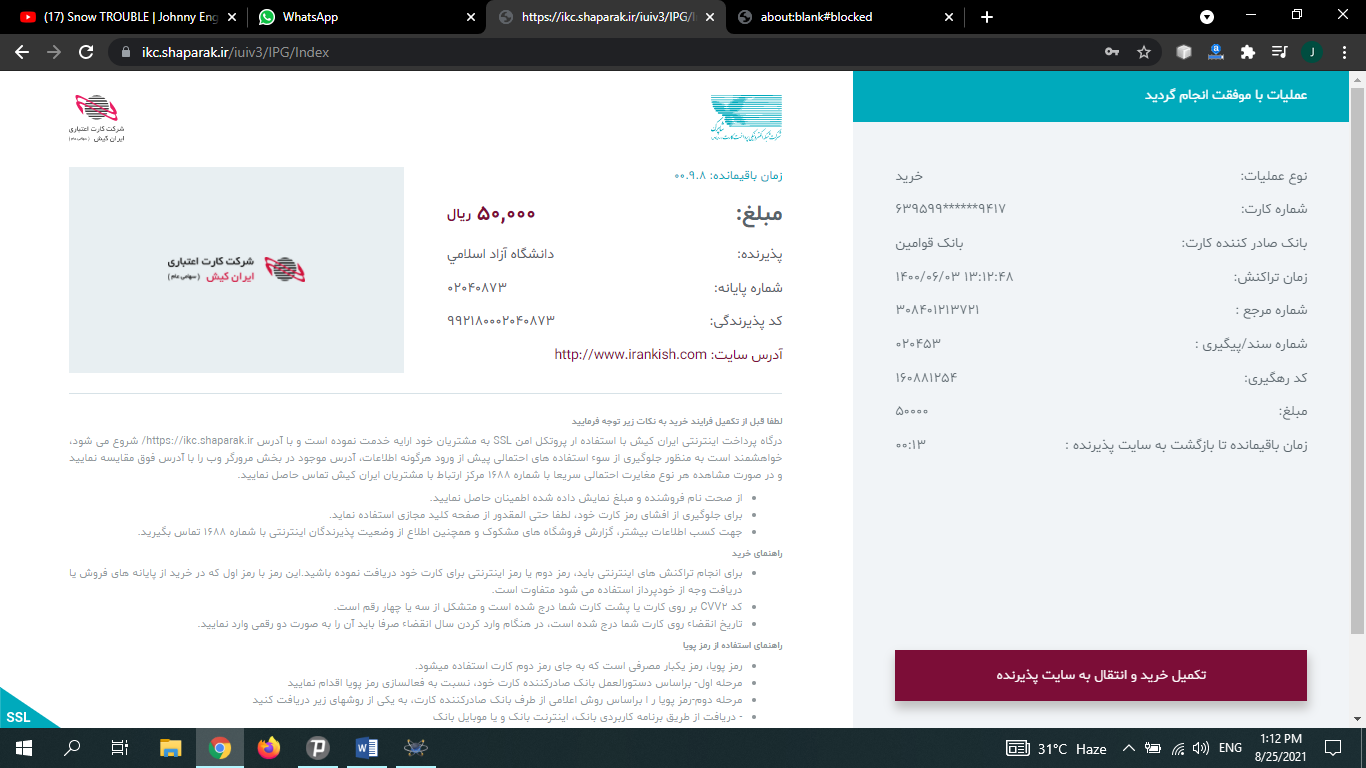 (17) Snow TROUBLE | Johnny Eng
WhatsApp
https://ikc.shaparak.ir/iuiv3/IPG/I
about:blank#blocked
ikc.shaparak.ir/iuiv3/IPG/Index
J
عملیات با موفقت انجام گردید
نوع عملیات: خرید
شماره کارت: ۶۳۹۵۹۹******۹۴۱۷
بانک صادر کننده کارت: بانک قوامین
زمان تراکنش: ۱۴۰۰/۰۶/۰۳ ۱۳:۱۲:۴۸
شماره مرجع : ۳۰۸۴۰۱۲۱۳۷۲۱
شماره سند/پیگیری : ۰۲۰۴۵۳
کد رهگیری: ۱۶۰۸۸۱۲۵۴
مبلغ: ۵۰۰۰۰
زمان باقیمانده تا بازگشت به سایت پذیرنده : ۰۰:۱۳
تکمیل خرید و انتقال به سایت پذیرنده
شاپرک
شرکت کارت اعتباری
ایران کیش
زمان باقیمانده: ۰۰.۹.۸
مبلغ: ۵۰,۰۰۰ ریال
پذیرنده: دانشگاه آزاد اسلامي
شماره پایانه: ۰۲۰۴۰۸۷۳
کد پذیرندگی: ۹۹۲۱۸۰۰۰۲۰۴۰۸۷۳
آدرس سایت: http://www.irankish.com
شرکت کارت اعتباری
ایران کیش (سهامی عام)
لطفا قبل از تکمیل فرایند خرید به نکات زیر توجه فرمایید
درگاه پرداخت اینترنتی ایران کیش با استفاده ار پروتکل امن SSL به مشتریان خود ارایه خدمت نموده است و با آدرس https://ikc.shaparak.ir/ شروع می شود،
خواهشمند است به منظور جلوگیری از سوء استفاده های احتمالی پیش از ورود هرگونه اطلاعات، آدرس موجود در بخش مرورگر وب را با آدرس فوق مقایسه نمایید
و در صورت مشاهده هر نوع مغایرت احتمالی سریعا با شماره ۱۶۸۸ مرکز ارتباط با مشتریان ایران کیش تماس حاصل نمایید.
از صحت نام فروشنده و مبلغ نمایش داده شده اطمینان حاصل نمایید.
برای جلوگیری از افشای رمز کارت خود، لطفا حتی المقدور از صفحه کلید مجازی استفاده نماید.
جهت کسب اطلاعات بیشتر، گزارش فروشگاه های مشکوک و همچنین اطلاع از وضعیت پذیرندگان اینترنتی با شماره ۱۶۸۸ تماس بگیرید.
راهنمای خرید
برای انجام تراکنش های اینترنتی باید، رمز دوم یا رمز اینترنتی برای کارت خود دریافت نموده باشید.این رمز با رمز اول که در خرید از پایانه های فروش یا
دریافت وجه از خودپرداز استفاده می شود متفاوت است.
کد CVV۲ بر روی کارت یا پشت کارت شما درج شده است و متشکل از سه یا چهار رقم است.
تاریخ انقضاء روی کارت شما درج شده است، در هنگام وارد کردن سال انقضاء صرفا باید آن را به صورت دو رقمی وارد نمایید.
راهنمای استفاده از رمز پویا
رمز پویا، رمز یکبار مصرفی است که به جای رمز دوم کارت استفاده میشود.
مرحله اول- براساس دستورالعمل بانک صادرکننده کارت خود، نسبت به فعالسازی رمز پویا اقدام نمایید
مرحله دوم-رمز پویا ر ا براساس روش اعلامی از طرف بانک صادرکننده کارت، به یکی از روشهای زیر دریافت کنید
- دریافت از طریق برنامه کاربردی بانک، اینترنت بانک و یا موبایل بانک
SSL
31°C Haze
ENG
1:12 PM
8/25/2021